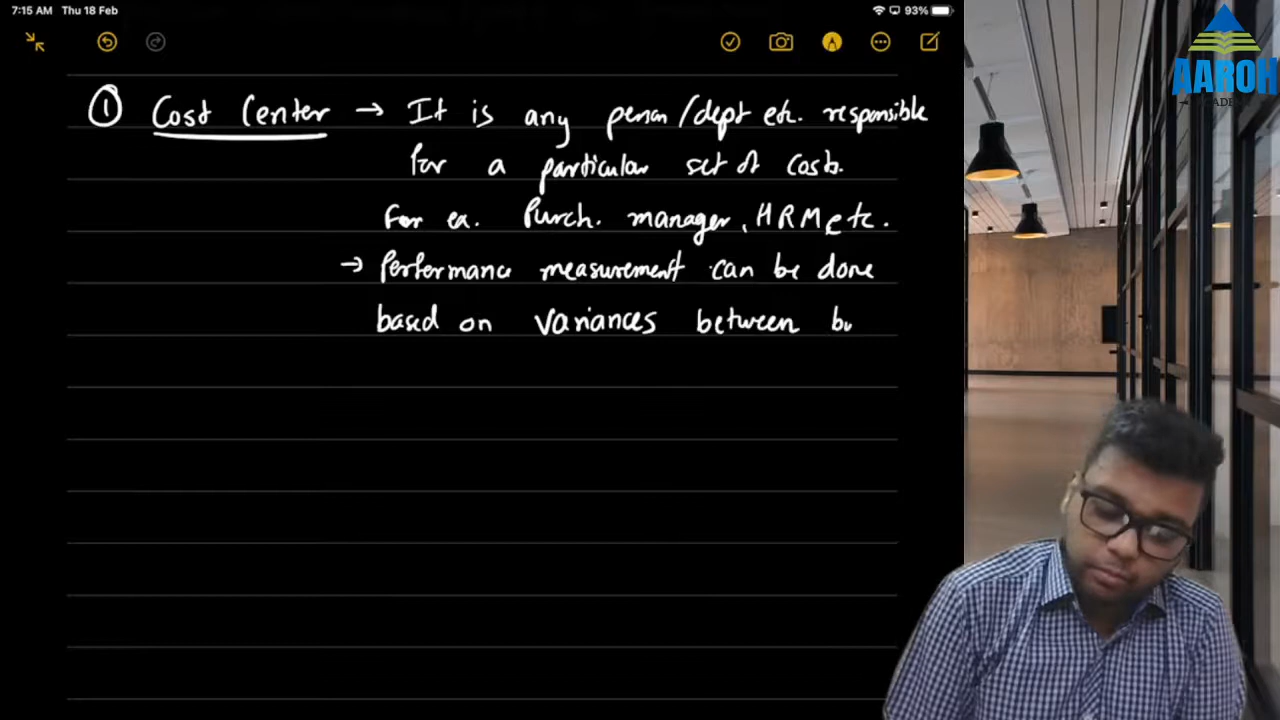 7:15 AM Thu 18 Feb 93%
AAROH
ACADEMY
① Cost Center → It is any person/dept etc. responsible
for a particular set of costs.
For ex. Purch. manager, HRM etc.
→ Performance measurement can be done
based on variances between bu